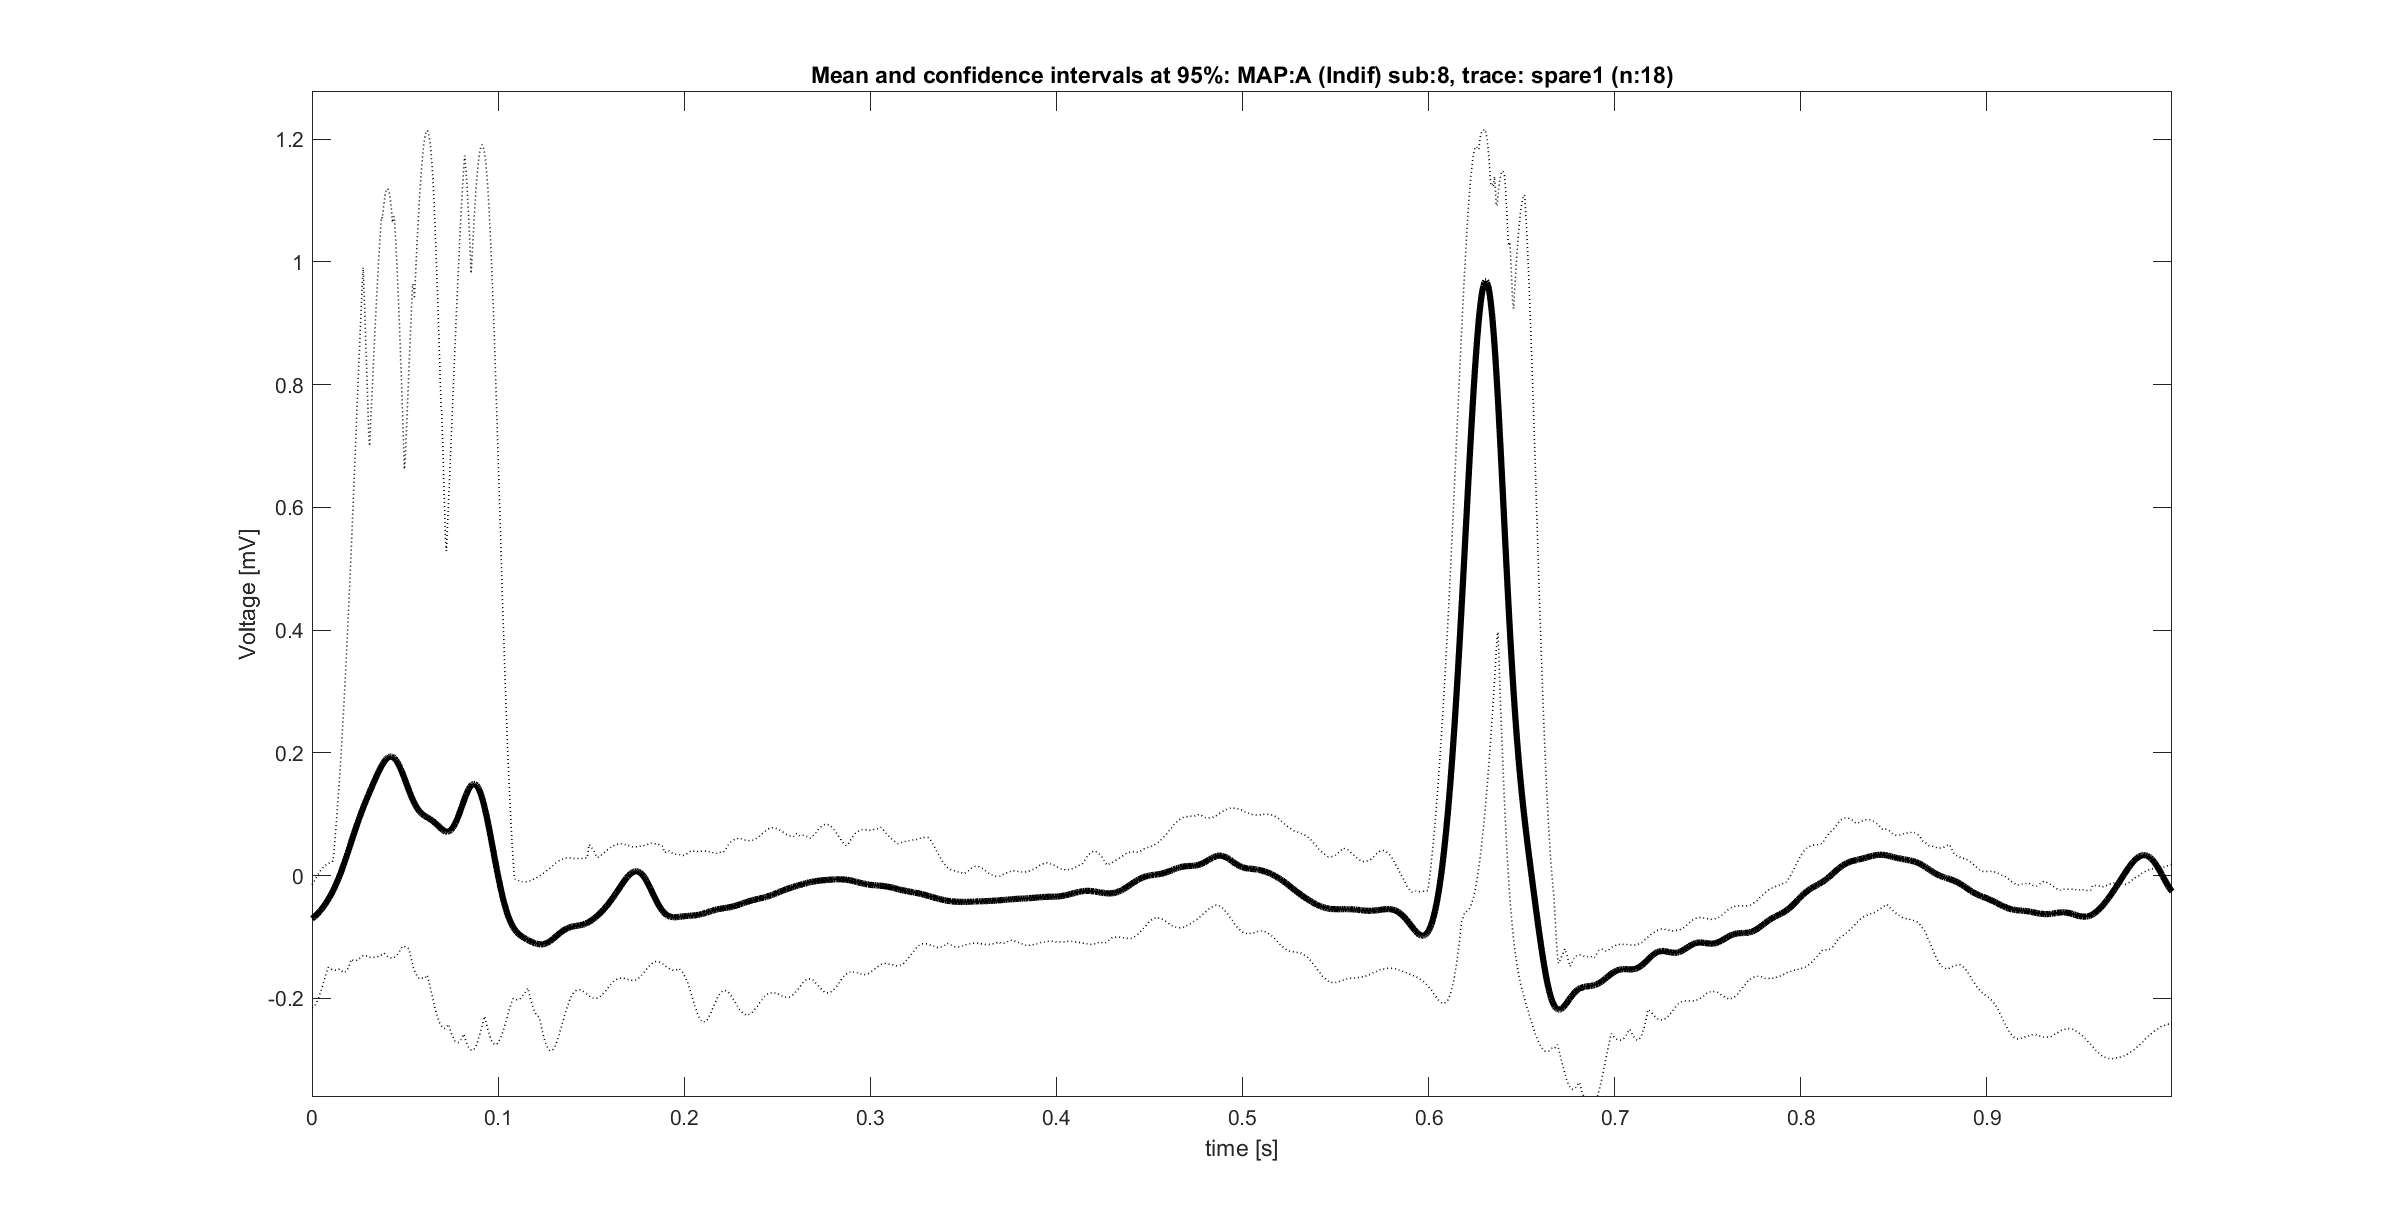 Mean and confidence intervals at 95%: MAP:A (Indif) sub:8, trace: spare1 (n:18)
1.2
1
0.8
0.6
0.4
0.2
0
-0.2
Voltage [mV]
0 0.1 0.2 0.3 0.4 0.5 0.6 0.7 0.8 0.9
time [s]